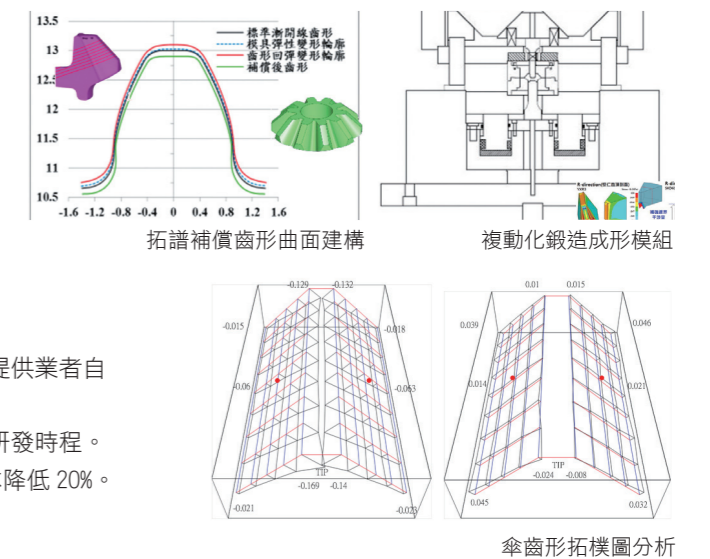 13.5
13
12.5
12
11.5
11
10.5
-1.6 -1.2 -0.8 -0.4 0 0.4 0.8 1.2 1.6
標準漸開線齒形
模具彈性變形輪廓
齒形回彈變形輪廓
補償後齒形
拓譜補償齒形曲面建構
複動化鍛造成形模組
提供業者自
研發時程。
降低 20%。
-0.129 -0.132
-0.015 -0.018
-0.06 -0.063
TIP
-0.169 -0.14
-0.021 -0.023
0.01 0.015
0.039 0.046
0.014 0.021
TIP
-0.024 -0.008
0.045 0.032
傘齒形拓樸圖分析